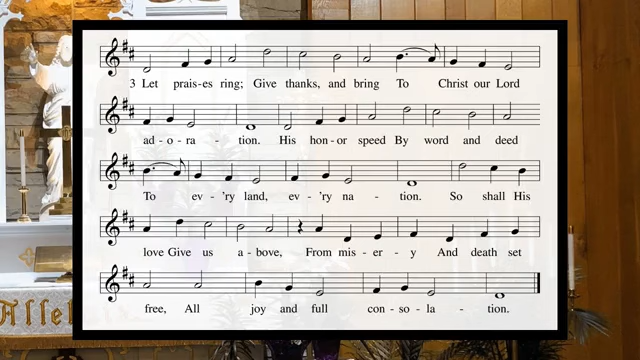 3 Let o prais-es ring; Give thanks, and bring To Christ our Lord
ad - o - ra - tion. His hon - or speed By word and deed
To ev - 'ry land, ev - 'ry na - tion. So shall His
love Give us a - bove, From mis - er - y And death set
free, All joy and full con - so - la - tion.
Alle